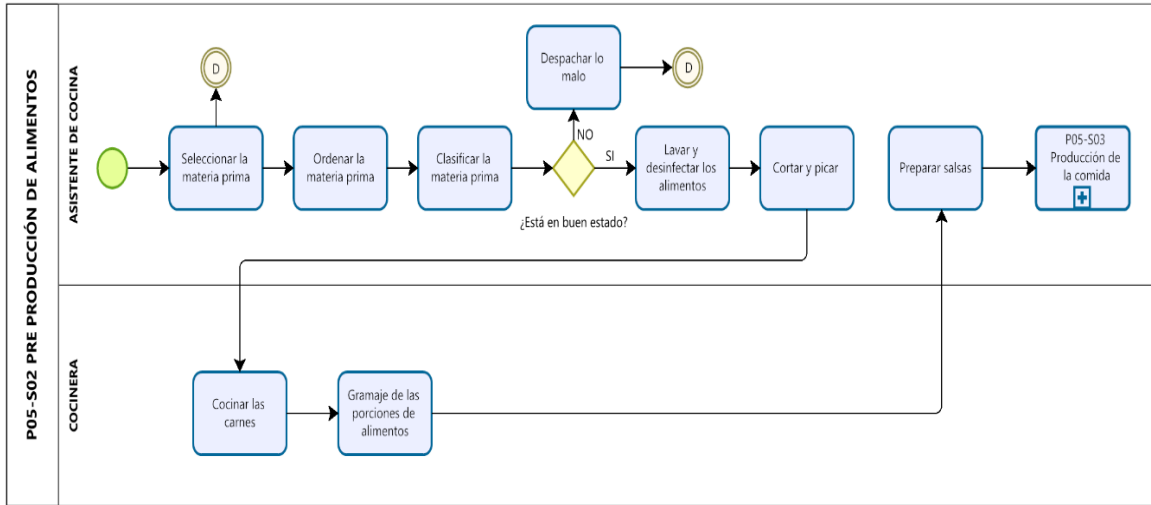 P05-S02 PRE PRODUCCIÓN DE ALIMENTOS
ASISTENTE DE COCINA
D
Seleccionar la
materia prima
Ordenar la
materia prima
Clasificar la
materia prima
Despachar lo
malo
D
NO
SI
¿Está en buen estado?
Lavar y
desinfectar los
alimentos
Cortar y picar
Preparar salsas
P05-S03
Producción de
la comida
COCINERA
Cocinar las
carnes
Gramaje de las
porciones de
alimentos